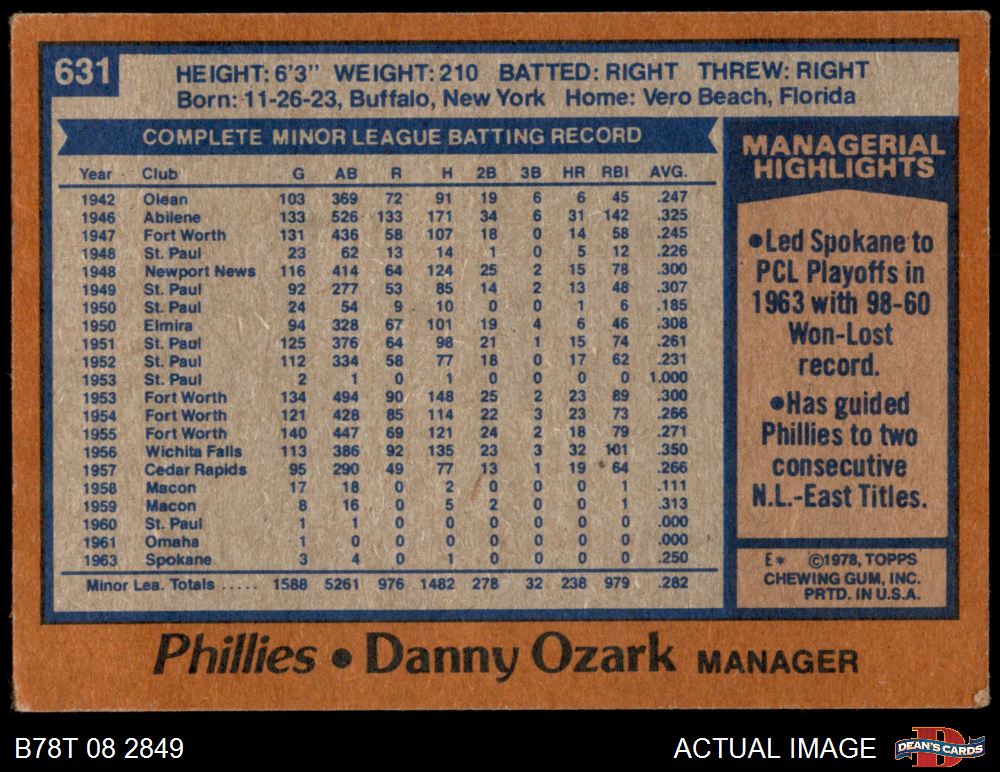 631
HEIGHT: 6'3" WEIGHT: 210 BATTED: RIGHT THREW: RIGHT
Born: 11-26-23, Buffalo, New York Home: Vero Beach, Florida
COMPLETE MINOR LEAGUE BATTING RECORD
Year Club G AB R H 2B 3B HR RBI AVG.
1942 Olean 103 369 72 91 19 6 6 45 .247
1946 Abilene 133 526 133 171 34 6 31 142 .325
1947 Fort Worth 131 436 58 107 18 0 14 58 .245
1948 St. Paul 23 62 13 14 1 0 5 12 .226
1948 Newport News 116 414 64 124 25 2 15 78 .300
1949 St. Paul 92 277 53 85 14 2 13 48 .307
1950 St. Paul 24 54 9 10 0 0 1 6 .185
1950 Elmira 94 328 67 101 19 4 6 46 .308
1951 St. Paul 125 376 64 98 21 1 15 74 .261
1952 St. Paul 112 334 58 77 18 0 17 62 .231
1953 St. Paul 2 1 0 1 0 0 0 0 1.000
1953 Fort Worth 134 494 90 148 25 2 23 89 .300
1954 Fort Worth 121 428 85 114 22 3 23 73 .266
1955 Fort Worth 140 447 69 121 24 2 18 79 .271
1956 Wichita Falls 113 386 92 135 23 3 32 101 .350
1957 Cedar Rapids 95 290 49 77 13 1 19 64 .266
1958 Macon 17 18 0 2 0 0 0 1 .111
1959 Macon 8 16 0 5 2 0 0 1 .313
1960 St. Paul 1 1 0 0 0 0 0 0 .000
1961 Omaha 1 1 0 0 0 0 0 0 .000
1963 Spokane 3 4 0 1 0 0 0 0 .250
Minor Lea. Totals ..... 1588 5261 976 1482 278 32 238 979 .282
MANAGERIAL
HIGHLIGHTS
●Led Spokane to
PCL Playoffs in
1963 with 98-60
Won-Lost
record.
●Has guided
Phillies to two
consecutive
N.L.-East Titles.
E* ©1978, TOPPS
CHEWING GUM, INC.
PRTD. IN U.S.A.
Phillies • Danny Ozark MANAGER
B78T 08 2849
ACTUAL IMAGE
D
DEAN'S CARDS